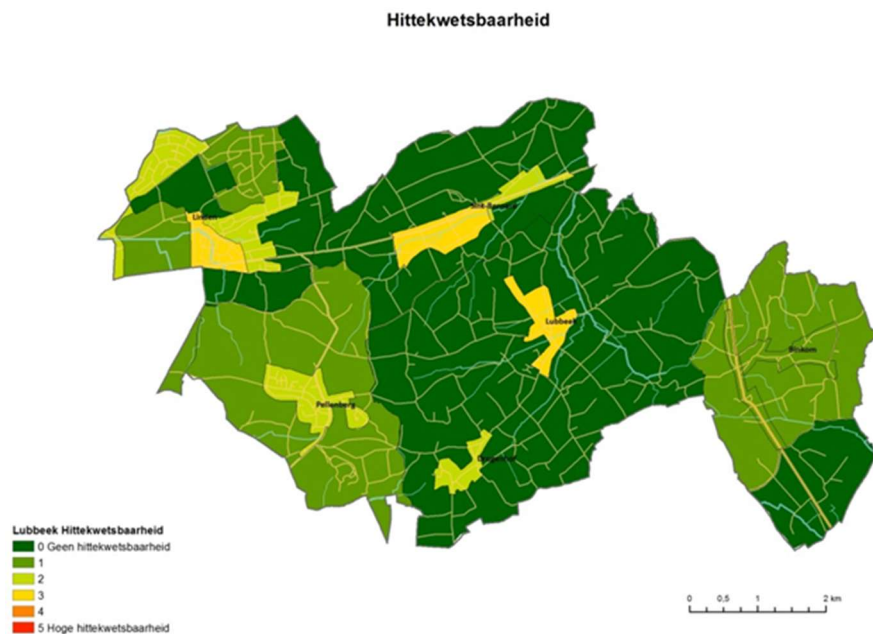 Hittekwetsbaarheid
Linden
Lubbeek
Pellenberg
Binkom
Lubbeek Hittekwetsbaarheid
0 Geen hittekwetsbaarheid
1
2
3
4
5 Hoge hittekwetsbaarheid
0 0,5 1 2 km